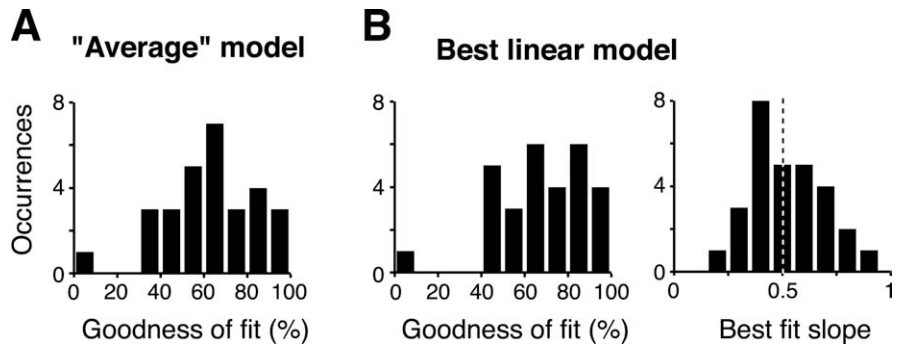 A
"Average" model
8
4
0
Occurrences
0 20 40 60 80 100
Goodness of fit (%)
B
Best linear model
8
4
0
0 20 40 60 80 100
Goodness of fit (%)
8
4
0
0 0.5 1
Best fit slope